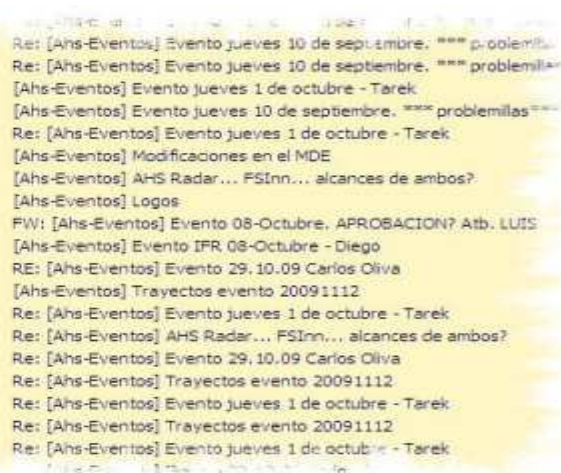 Re: [Ahs-Eventos] Evento jueves 10 de septiembre. ***
Re: [Ahs-Eventos] Evento jueves 10 de septiembre. ***
[Ahs-Eventos] Evento jueves 1 de octubre - Tarek
[Ahs-Eventos] Evento jueves 10 de septiembre. *** problemillas***
Re: [Ahs-Eventos] Evento jueves 1 de octubre - Tarek
[Ahs-Eventos] Modificaciones en el MDE
[Ahs-Eventos] AHS Radar... FSInn... alcances de ambos?
[Ahs-Eventos] Logos
FW: [Ahs-Eventos] Evento 08-Octubre. APROBACION? Atb. LUIS
[Ahs-Eventos] Evento IFR 08-Octubre - Diego
RE: [Ahs-Eventos] Evento 29.10.09 Carlos Oliva
[Ahs-Eventos] Trayectos evento 20091112
Re: [Ahs-Eventos] Evento jueves 1 de octubre - Tarek
Re: [Ahs-Eventos] AHS Radar... FSInn... alcances de ambos?
Re: [Ahs-Eventos] Evento 29.10.09 Carlos Oliva
Re: [Ahs-Eventos] Trayectos evento 20091112
Re: [Ahs-Eventos] Evento jueves 1 de octubre - Tarek
Re: [Ahs-Eventos] Trayectos evento 20091112
Re: [Ahs-Eventos] Evento jueves 1 de octubre - Tarek